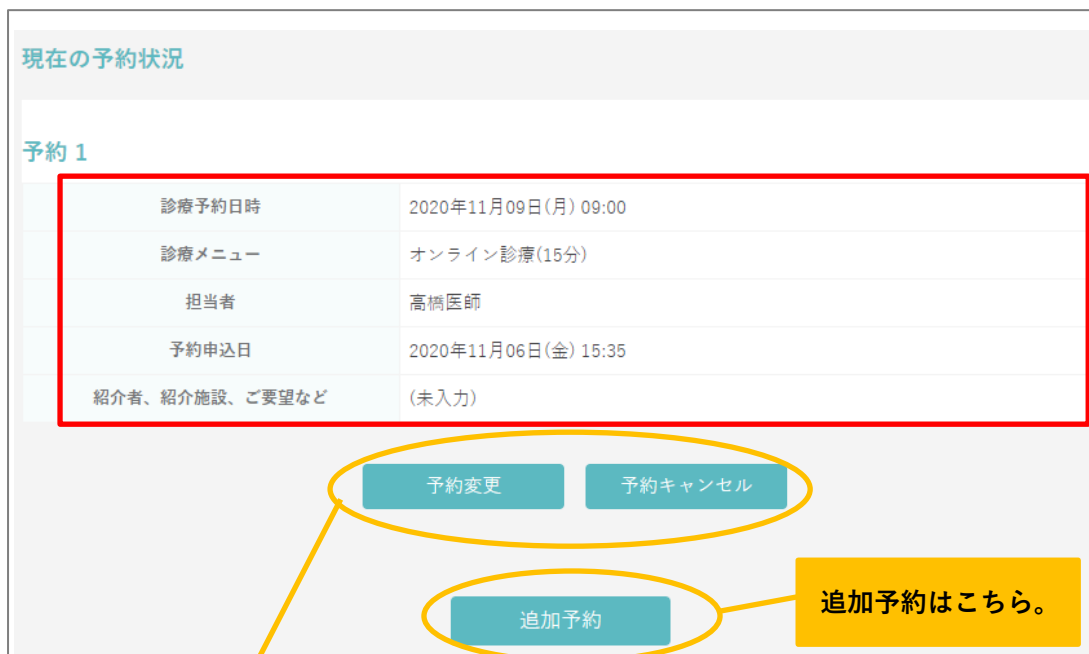 現在の予約状況
予約 1
診療予約日時 2020年11月09日(月) 09:00
診療メニュー オンライン診療(15分)
担当者 高橋医師
予約申込日 2020年11月06日(金) 15:35
紹介者、紹介施設、ご要望など (未入力)
予約変更 予約キャンセル
追加予約 追加予約はこちら。